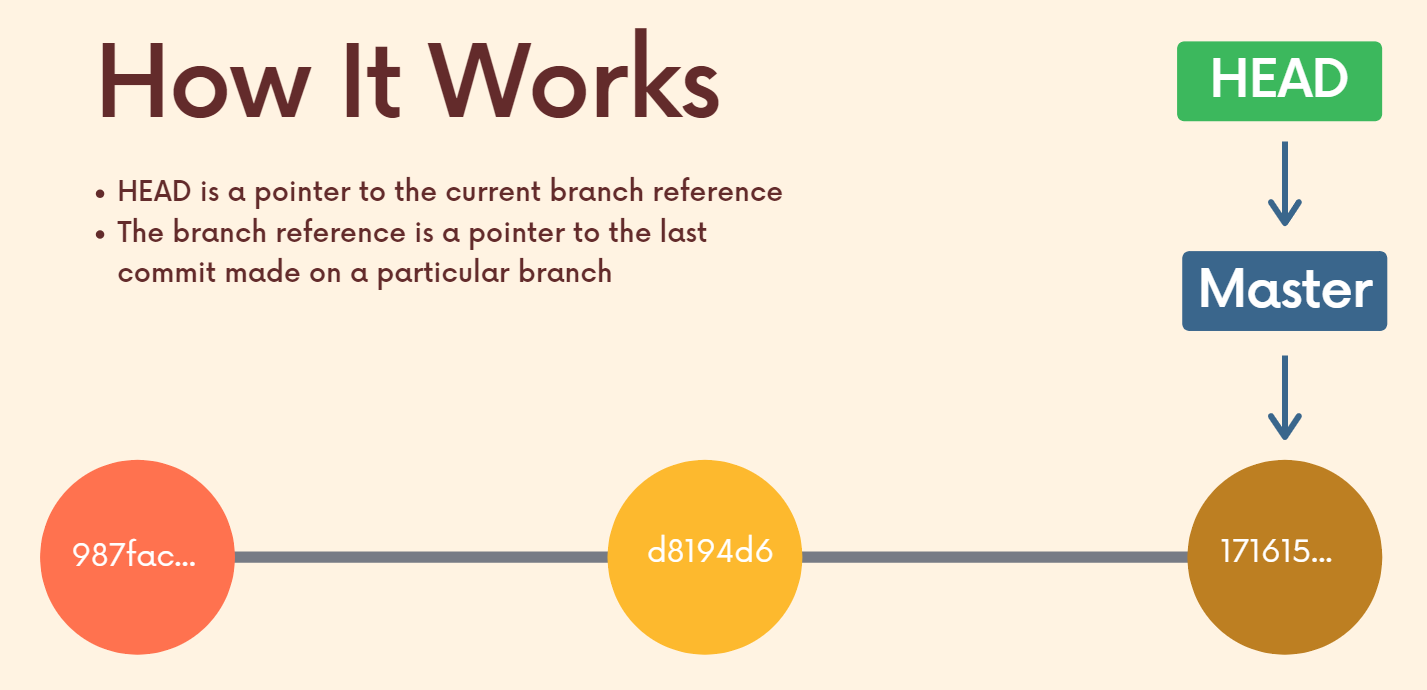 How It Works
• HEAD is a pointer to the current branch reference
• The branch reference is a pointer to the last
commit made on a particular branch
HEAD
Master
987fac...
d8194d6
171615...